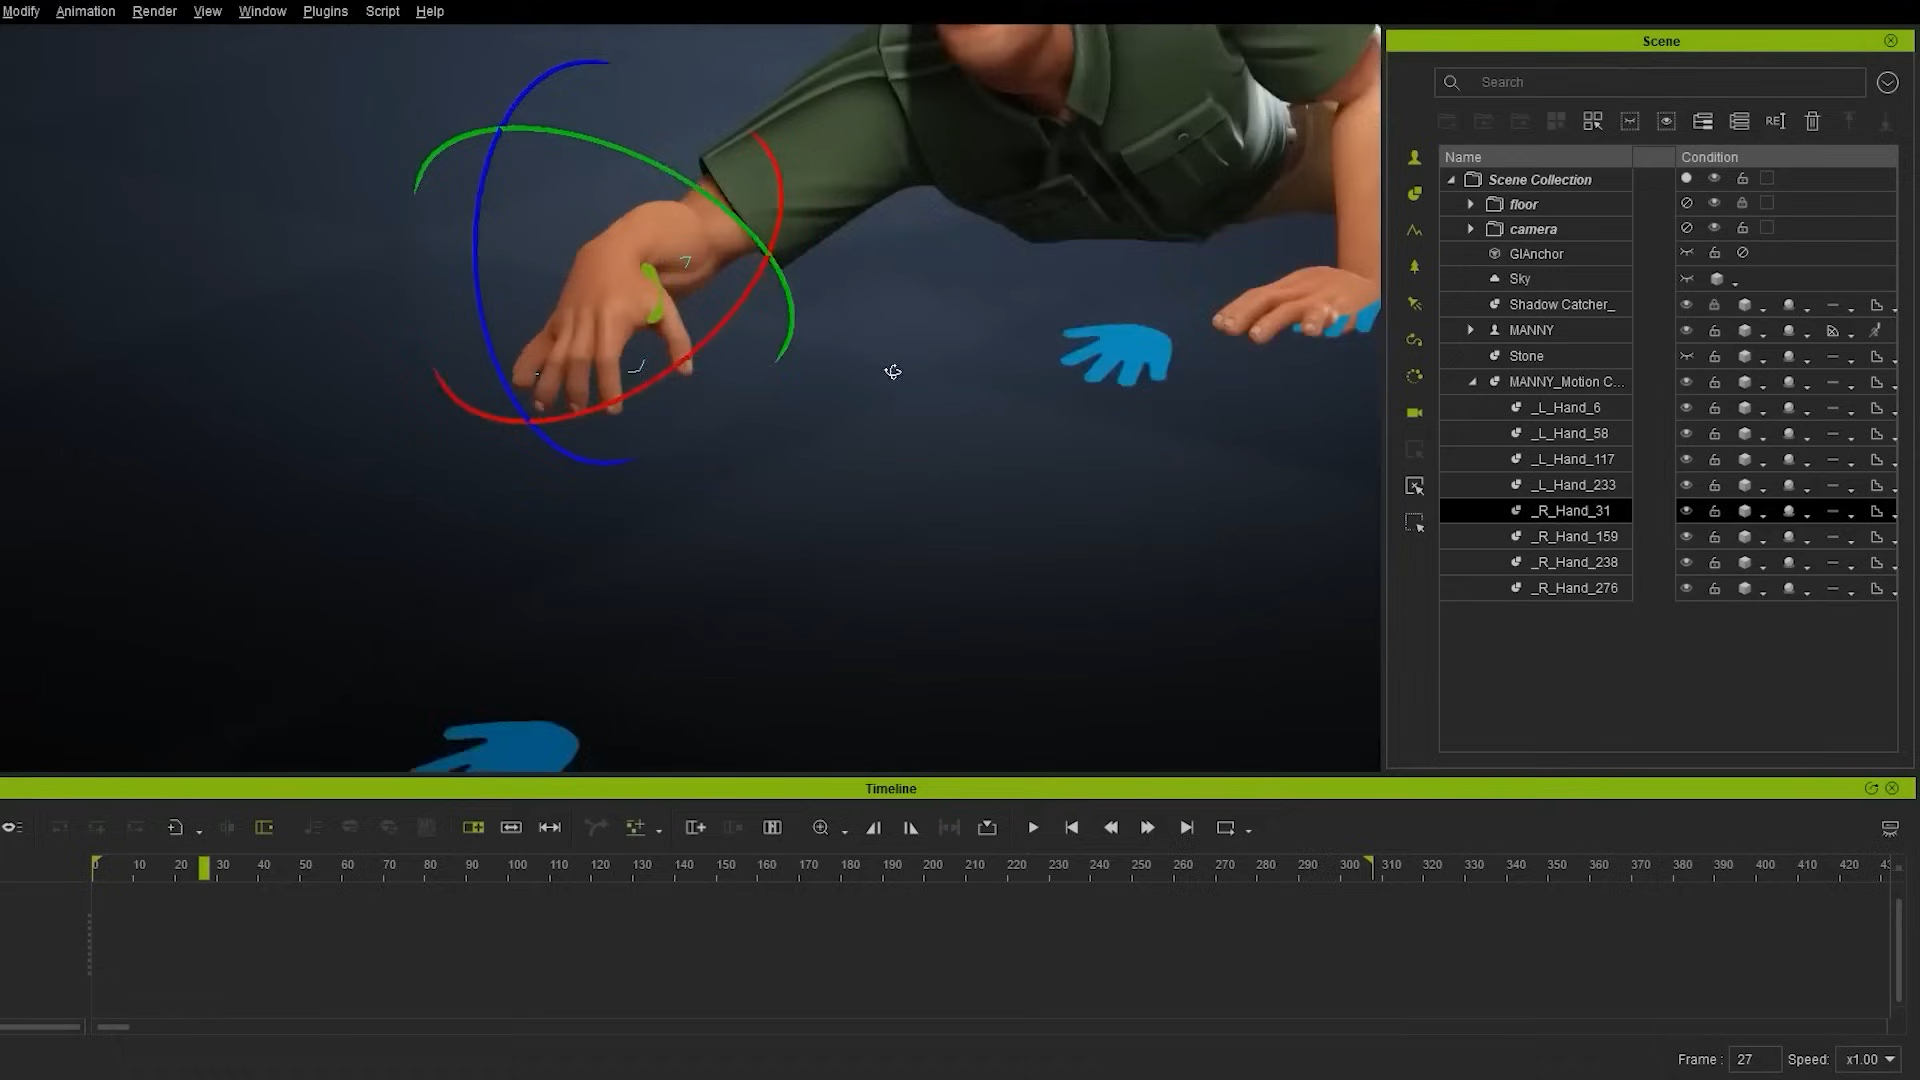 Modify Animation Render View Window Plugins Script Help
Scene
Search
REI
Name Condition
Scene Collection
floor
camera
GIAnchor
Sky
Shadow Catcher_
MANNY
Stone
MANNY_Motion C...
_L_Hand_6
_L_Hand_58
_L_Hand_117
_L_Hand_233
_R_Hand_31
_R_Hand_159
_R_Hand_238
_R_Hand_276
Timeline
0 10 20 30 40 50 60 70 80 90 100 110 120 130 140 150 160 170 180 190 200 210 220 230 240 250 260 270 280 290 300 310 320 330 340 350 360 370 380 390 400 410 420
Frame : 27 Speed: x1.00